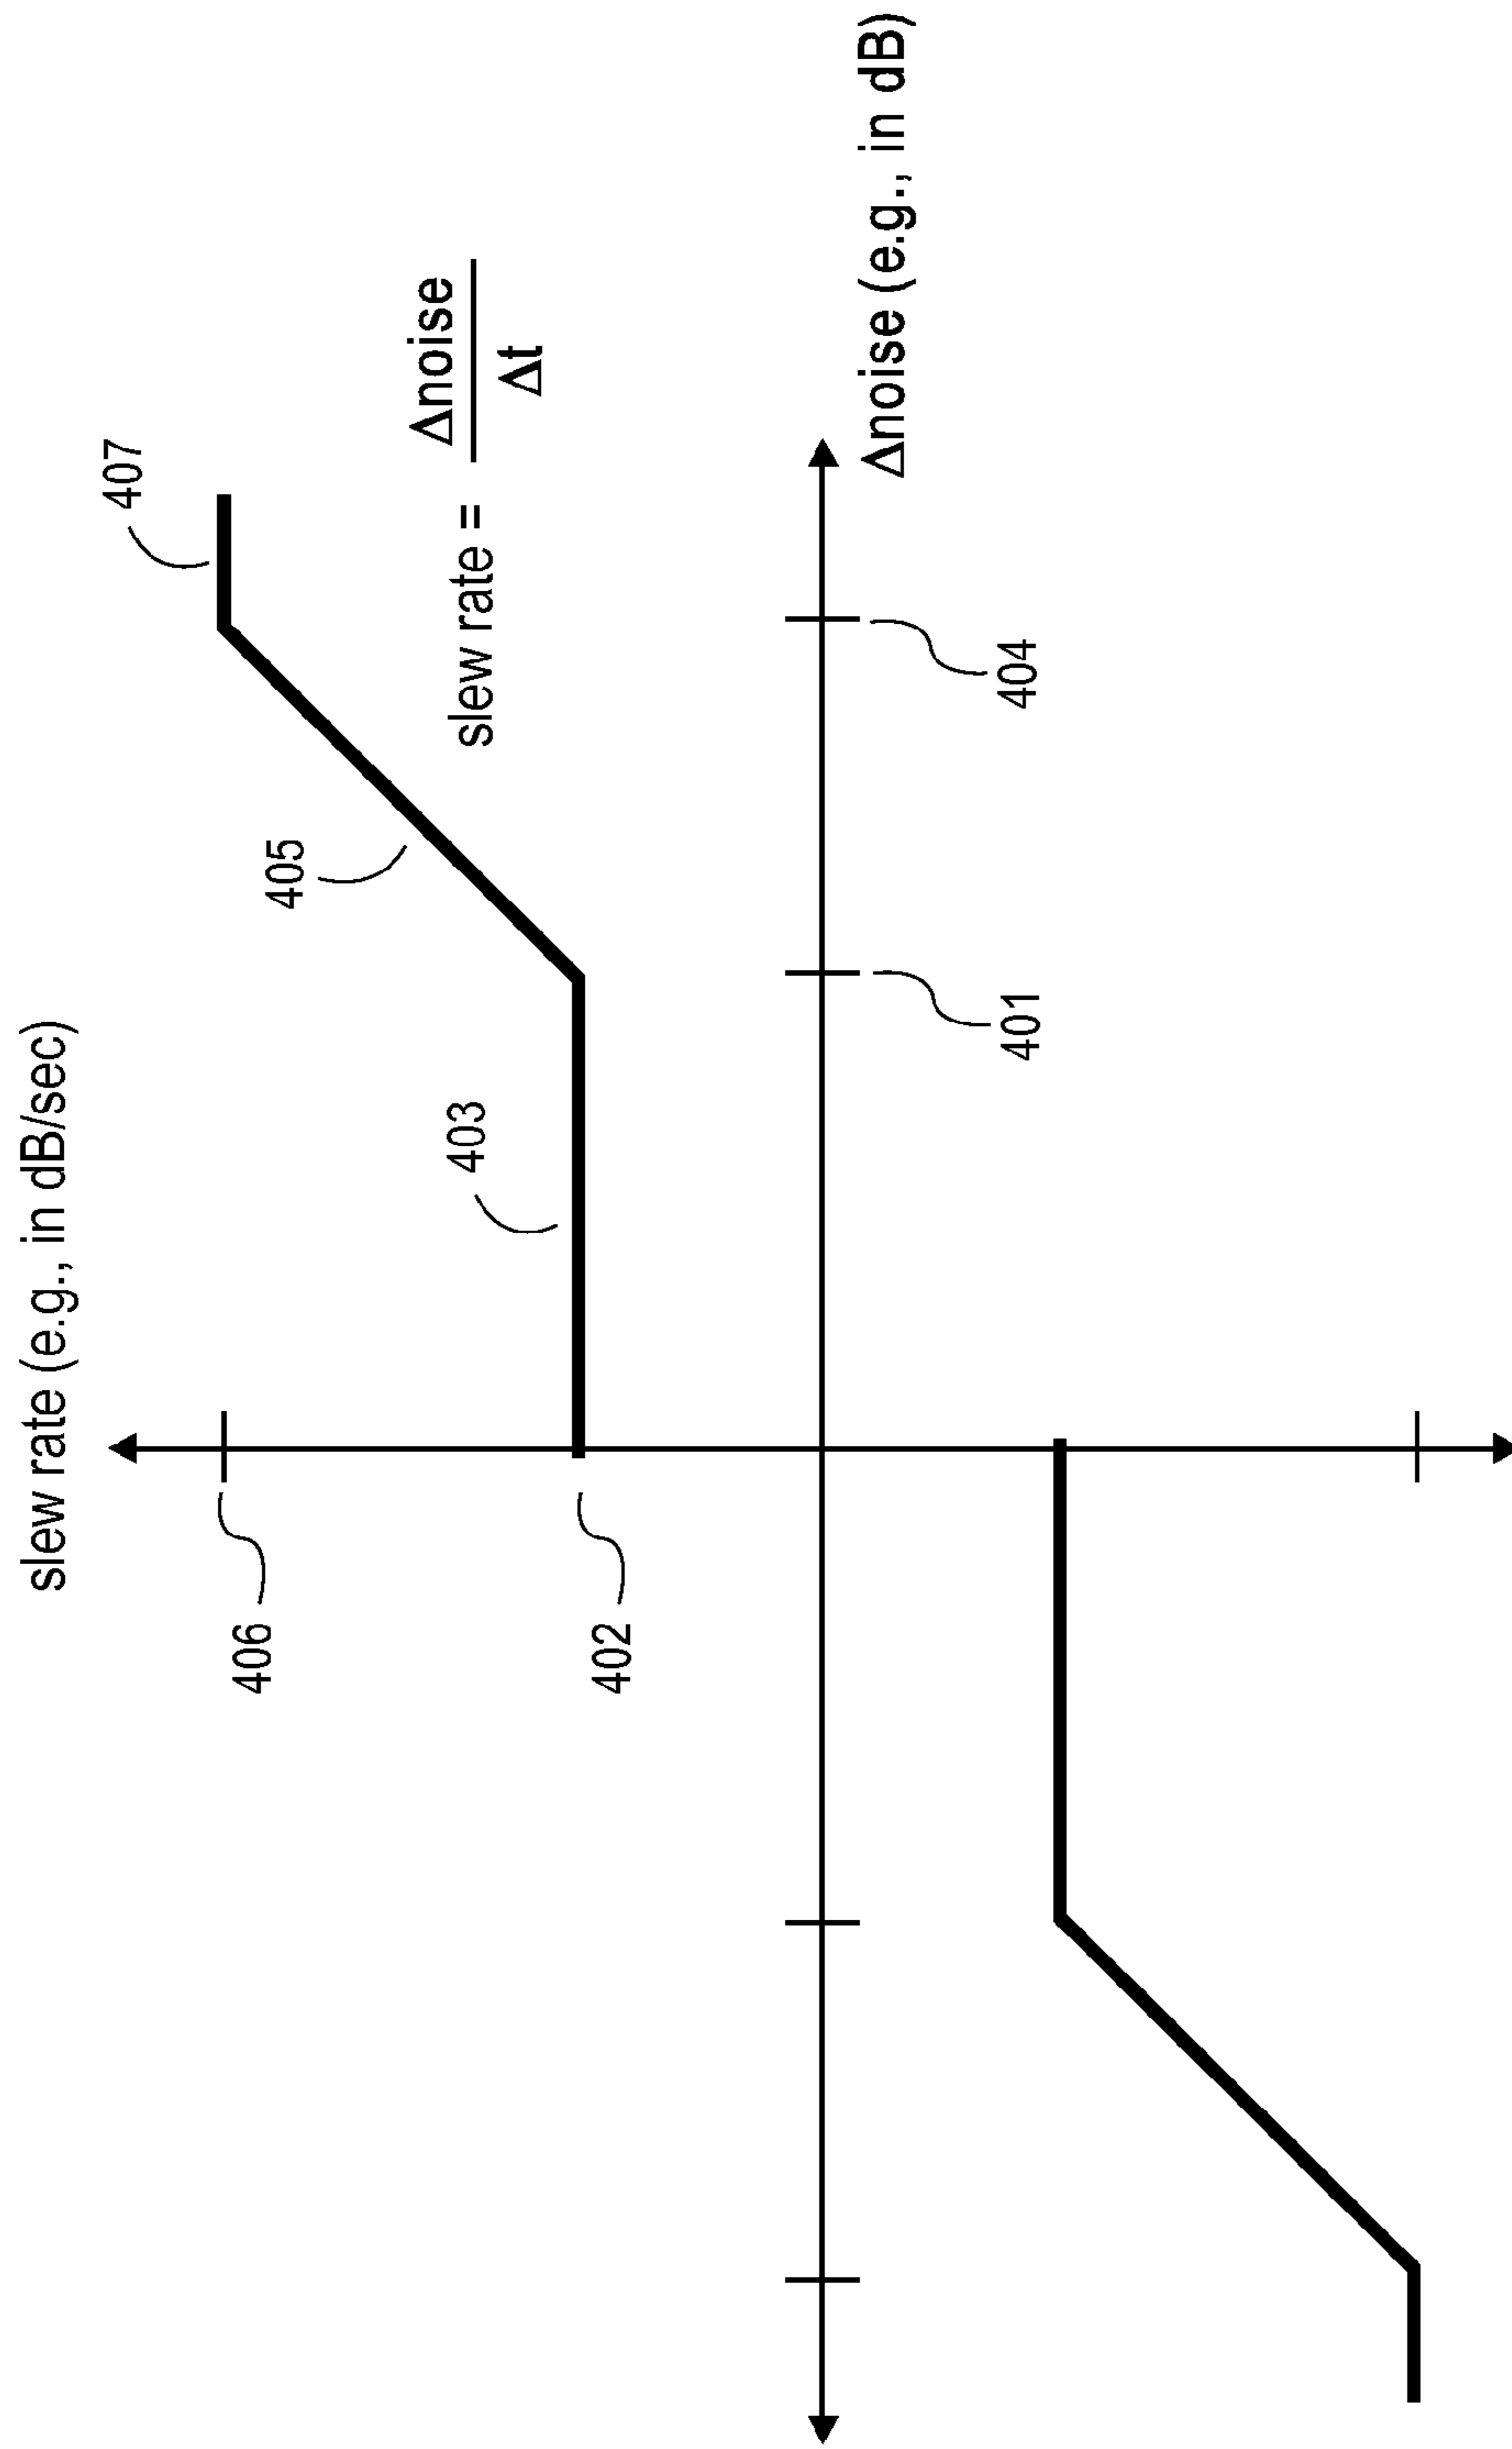 slew rate (e.g., in dB/sec)
406
407
405
slew rate = Δnoise
Δt
402
403
Δnoise (e.g., in dB)
401
404